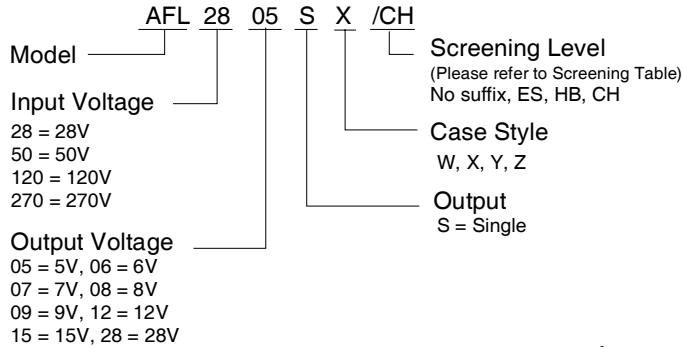 AFL 28 05 S X /CH
Model
Input Voltage
28 = 28V
50 = 50V
120 = 120V
270 = 270V
Output Voltage
05 = 5V, 06 = 6V
07 = 7V, 08 = 8V
09 = 9V, 12 = 12V
15 = 15V, 28 = 28V
Screening Level
(Please refer to Screening Table)
No suffix, ES, HB, CH
Case Style
W, X, Y, Z
Output
S = Single